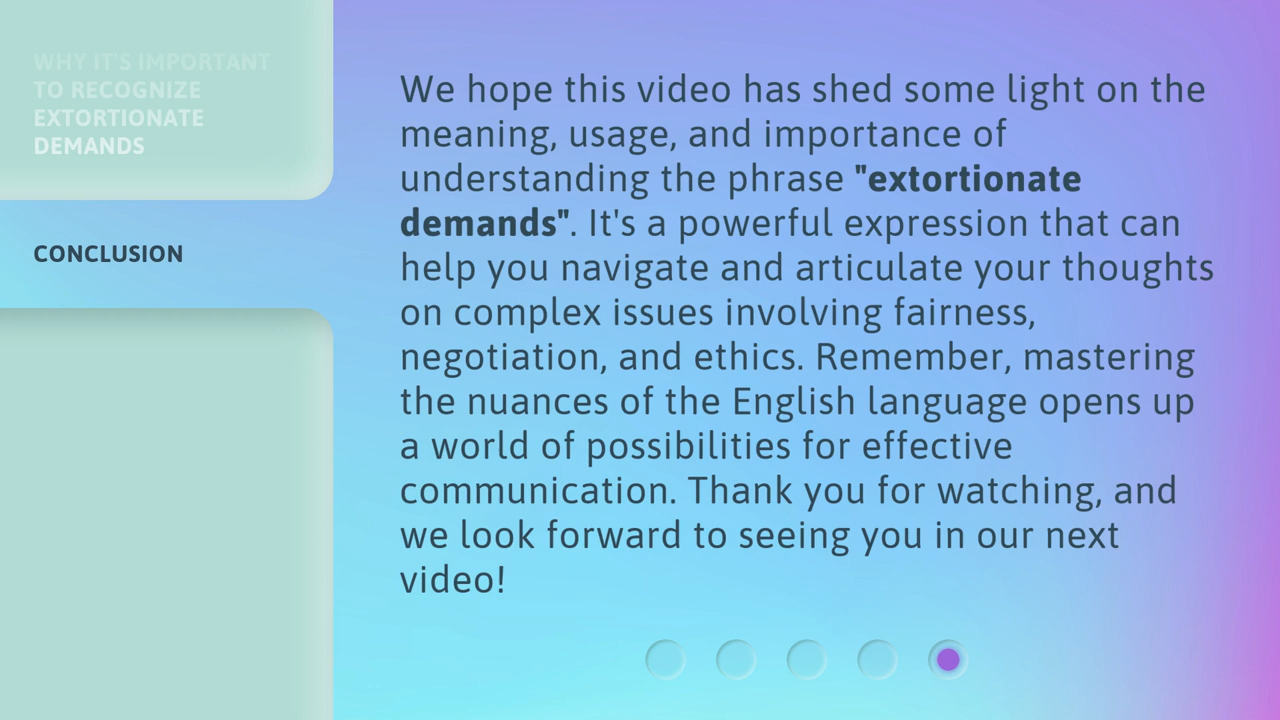 WHY IT'S IMPORTANT
TO RECOGNIZE
EXTORTIONATE
DEMANDS
CONCLUSION
We hope this video has shed some light on the
meaning, usage, and importance of
understanding the phrase "extortionate
demands". It's a powerful expression that can
help you navigate and articulate your thoughts
on complex issues involving fairness,
negotiation, and ethics. Remember, mastering
the nuances of the English language opens up
a world of possibilities for effective
communication. Thank you for watching, and
we look forward to seeing you in our next
video!